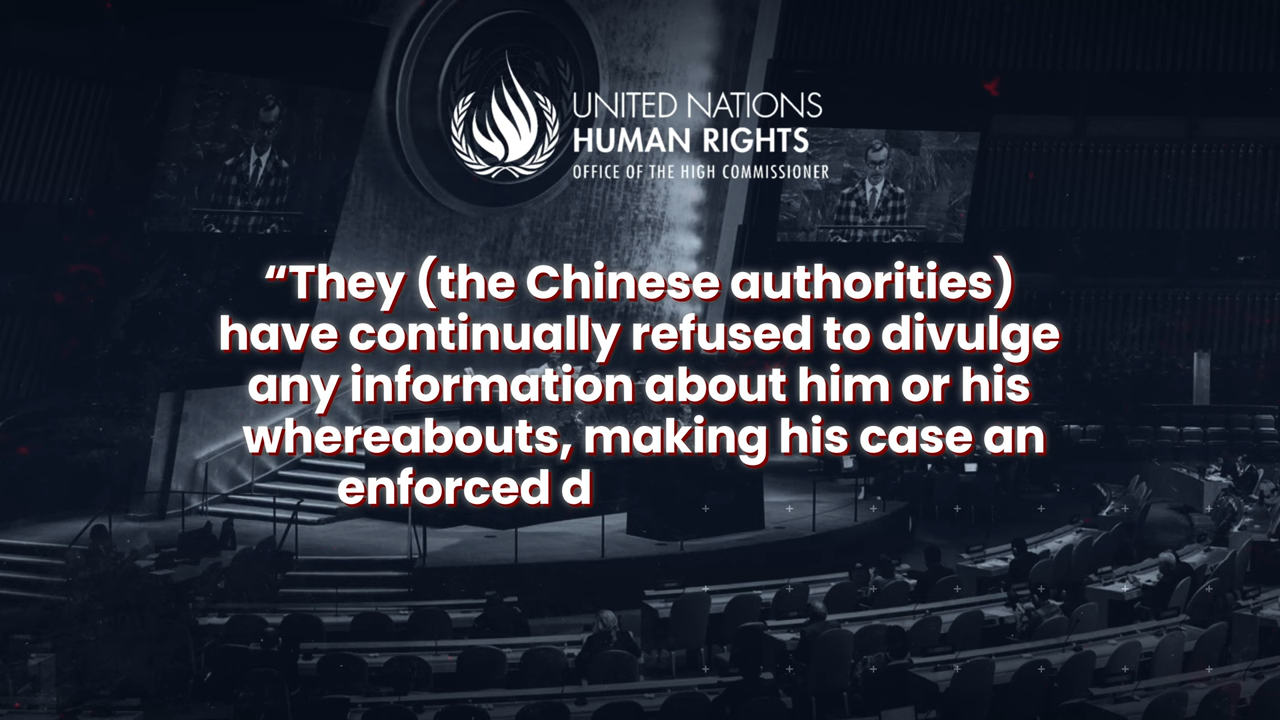 UNITED NATIONS
HUMAN RIGHTS
OFFICE OF THE HIGH COMMISSIONER
“They (the Chinese authorities)
have continually refused to divulge
any information about him or his
whereabouts, making his case an
enforced d